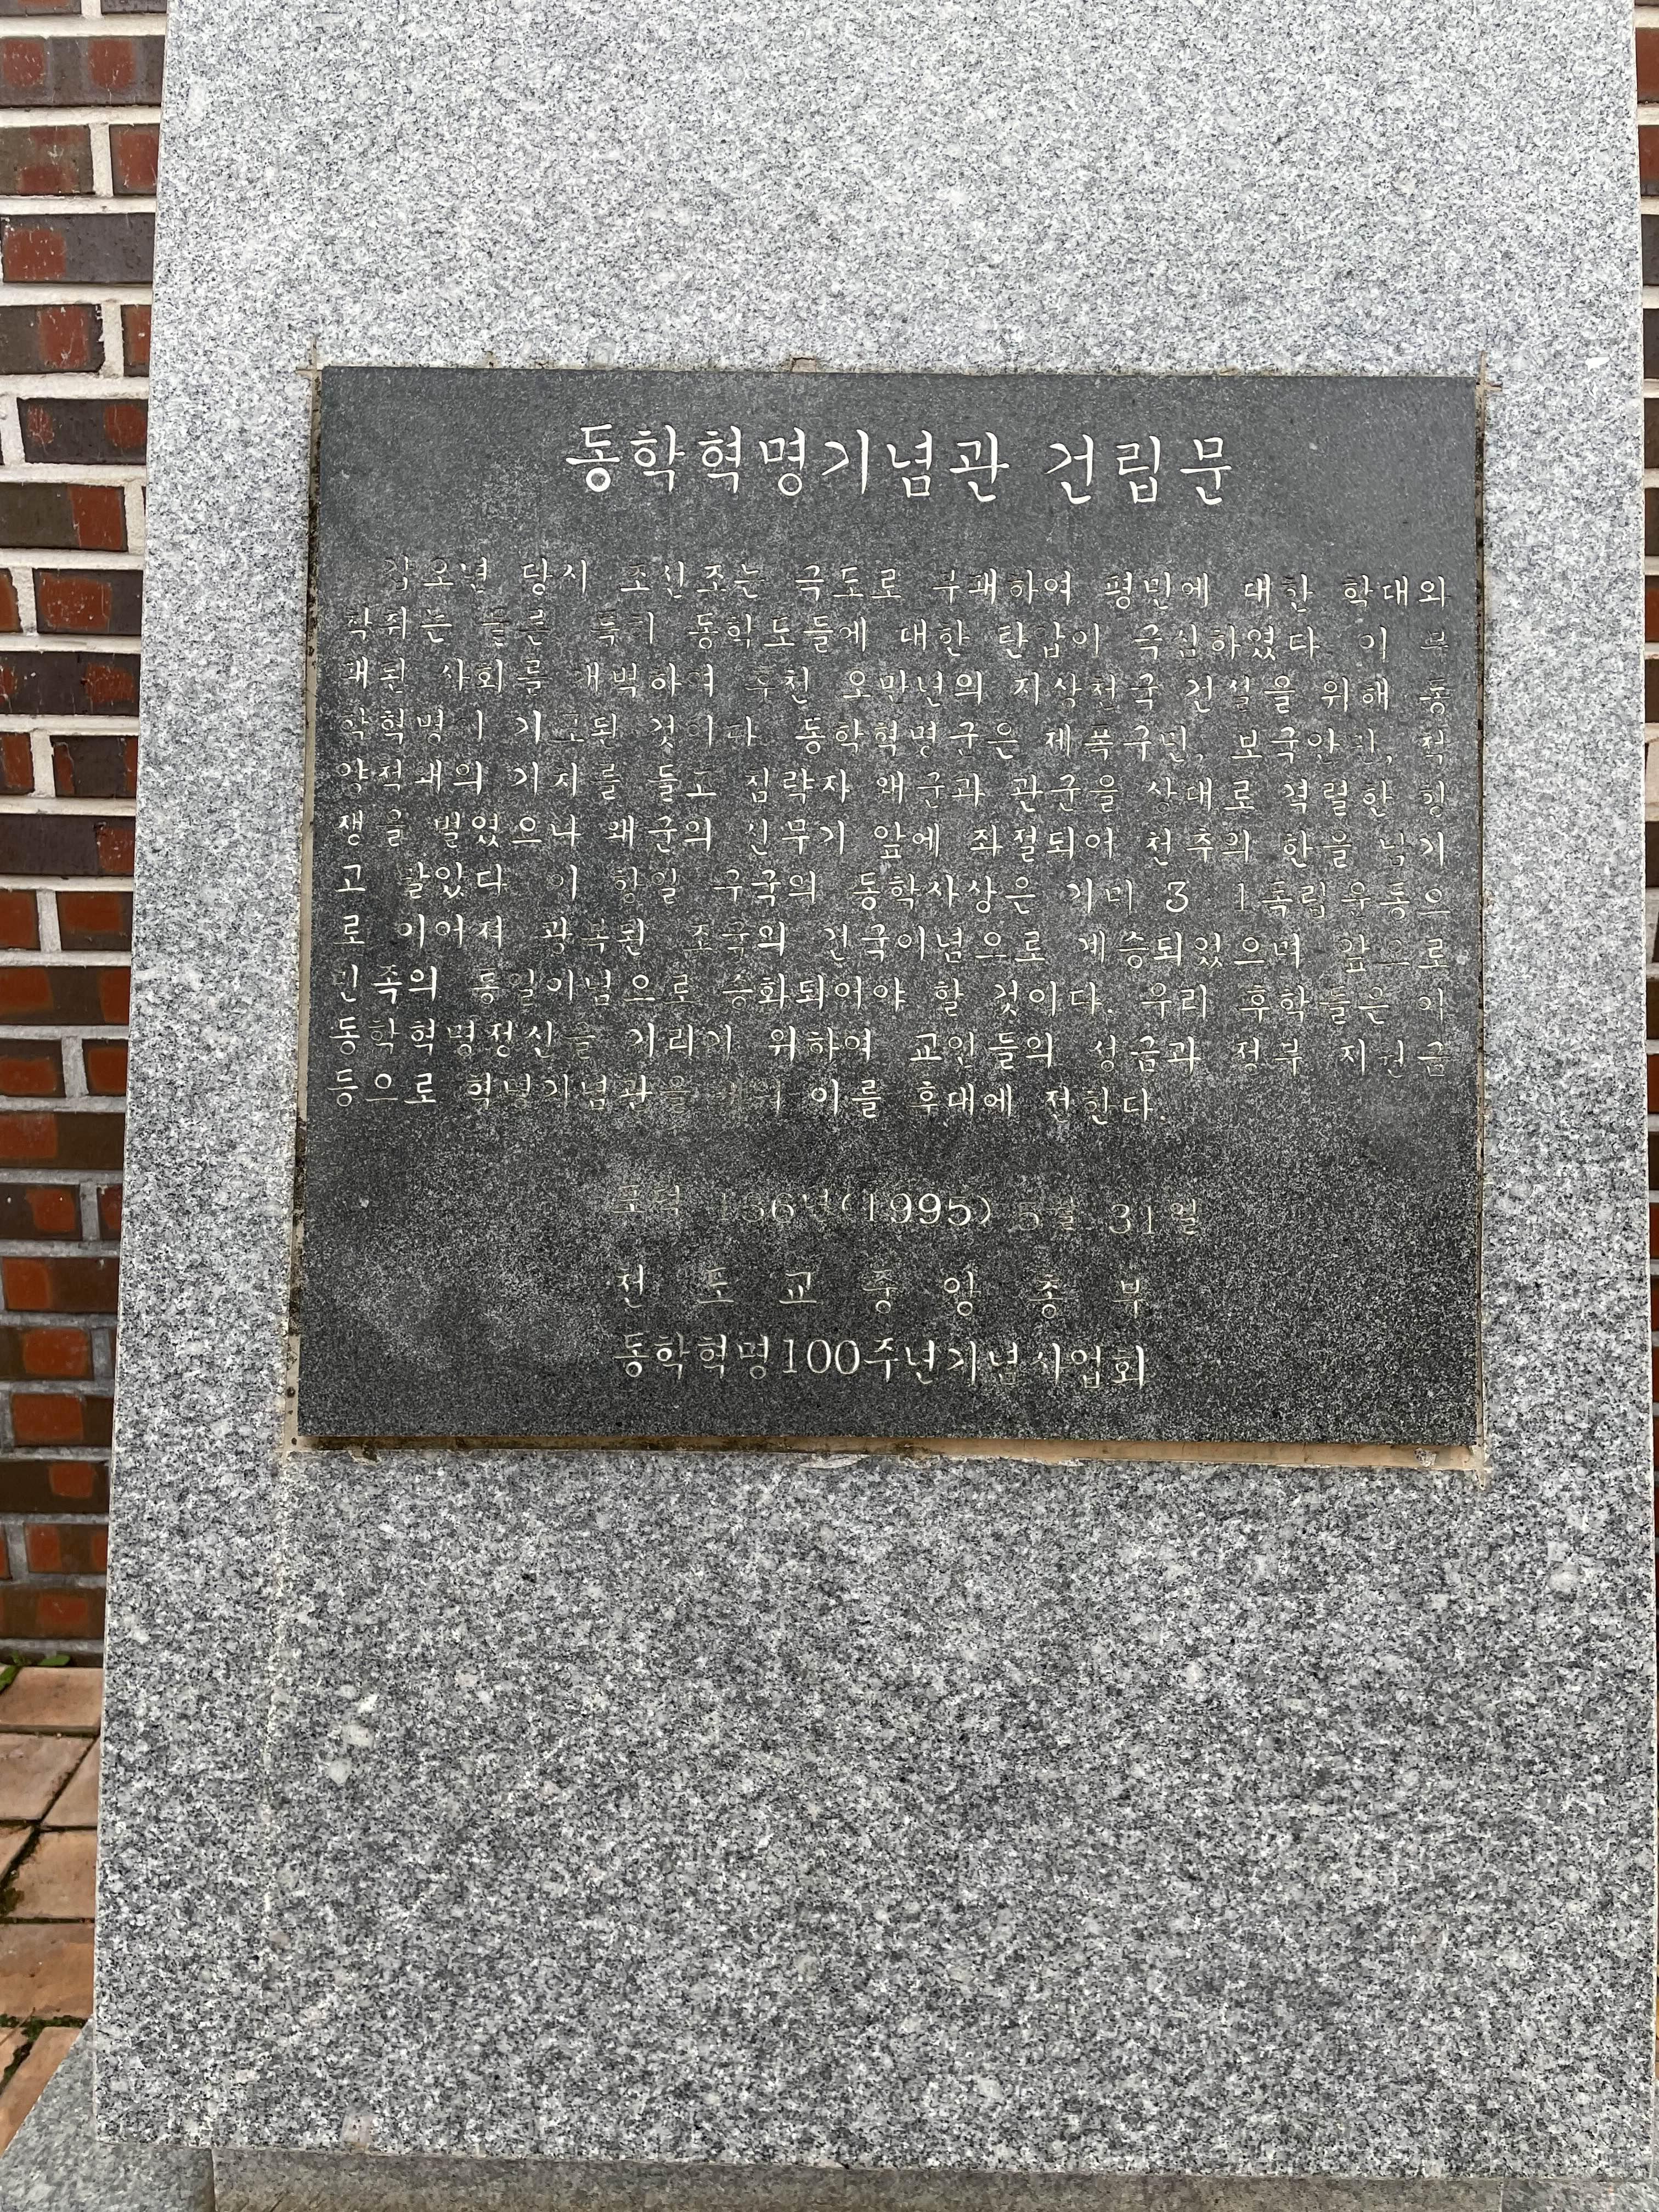 동학혁명기념관 건립문
갑오년 당시 조선조는 극도로 부패하여 평민에 대한 학대와
착취는 물론 특히 동학도들에 대한 탄압이 극심하였다. 이 부
패된 사회를 개벽하여 후천 오만년의 지상천국 건설을 위해 동
학혁명이 기도된 것이다. 동학혁명군은 제폭구민, 보국안민, 척
양척왜의 기치를 들고 침략자 왜군과 관군을 상대로 격렬한 항
쟁을 벌였으나 왜군의 신무기 앞에 좌절되어 천추의 한을 남기
고 말았다. 이 항일 구국의 동학사상은 기미 3·1독립운동으
로 이어져 광복된 조국의 건국이념으로 계승되었으며 앞으로
민족의 통일이념으로 승화되어야 할 것이다. 우리 후학들은 이
동학혁명정신을 기리기 위하여 교인들의 성금과 정부 지원금
등으로 혁명기념관을 이를 후대에 전한다.
포덕 136년(1995) 5월 31일
천도교중앙총부
동학혁명100주년기념사업회